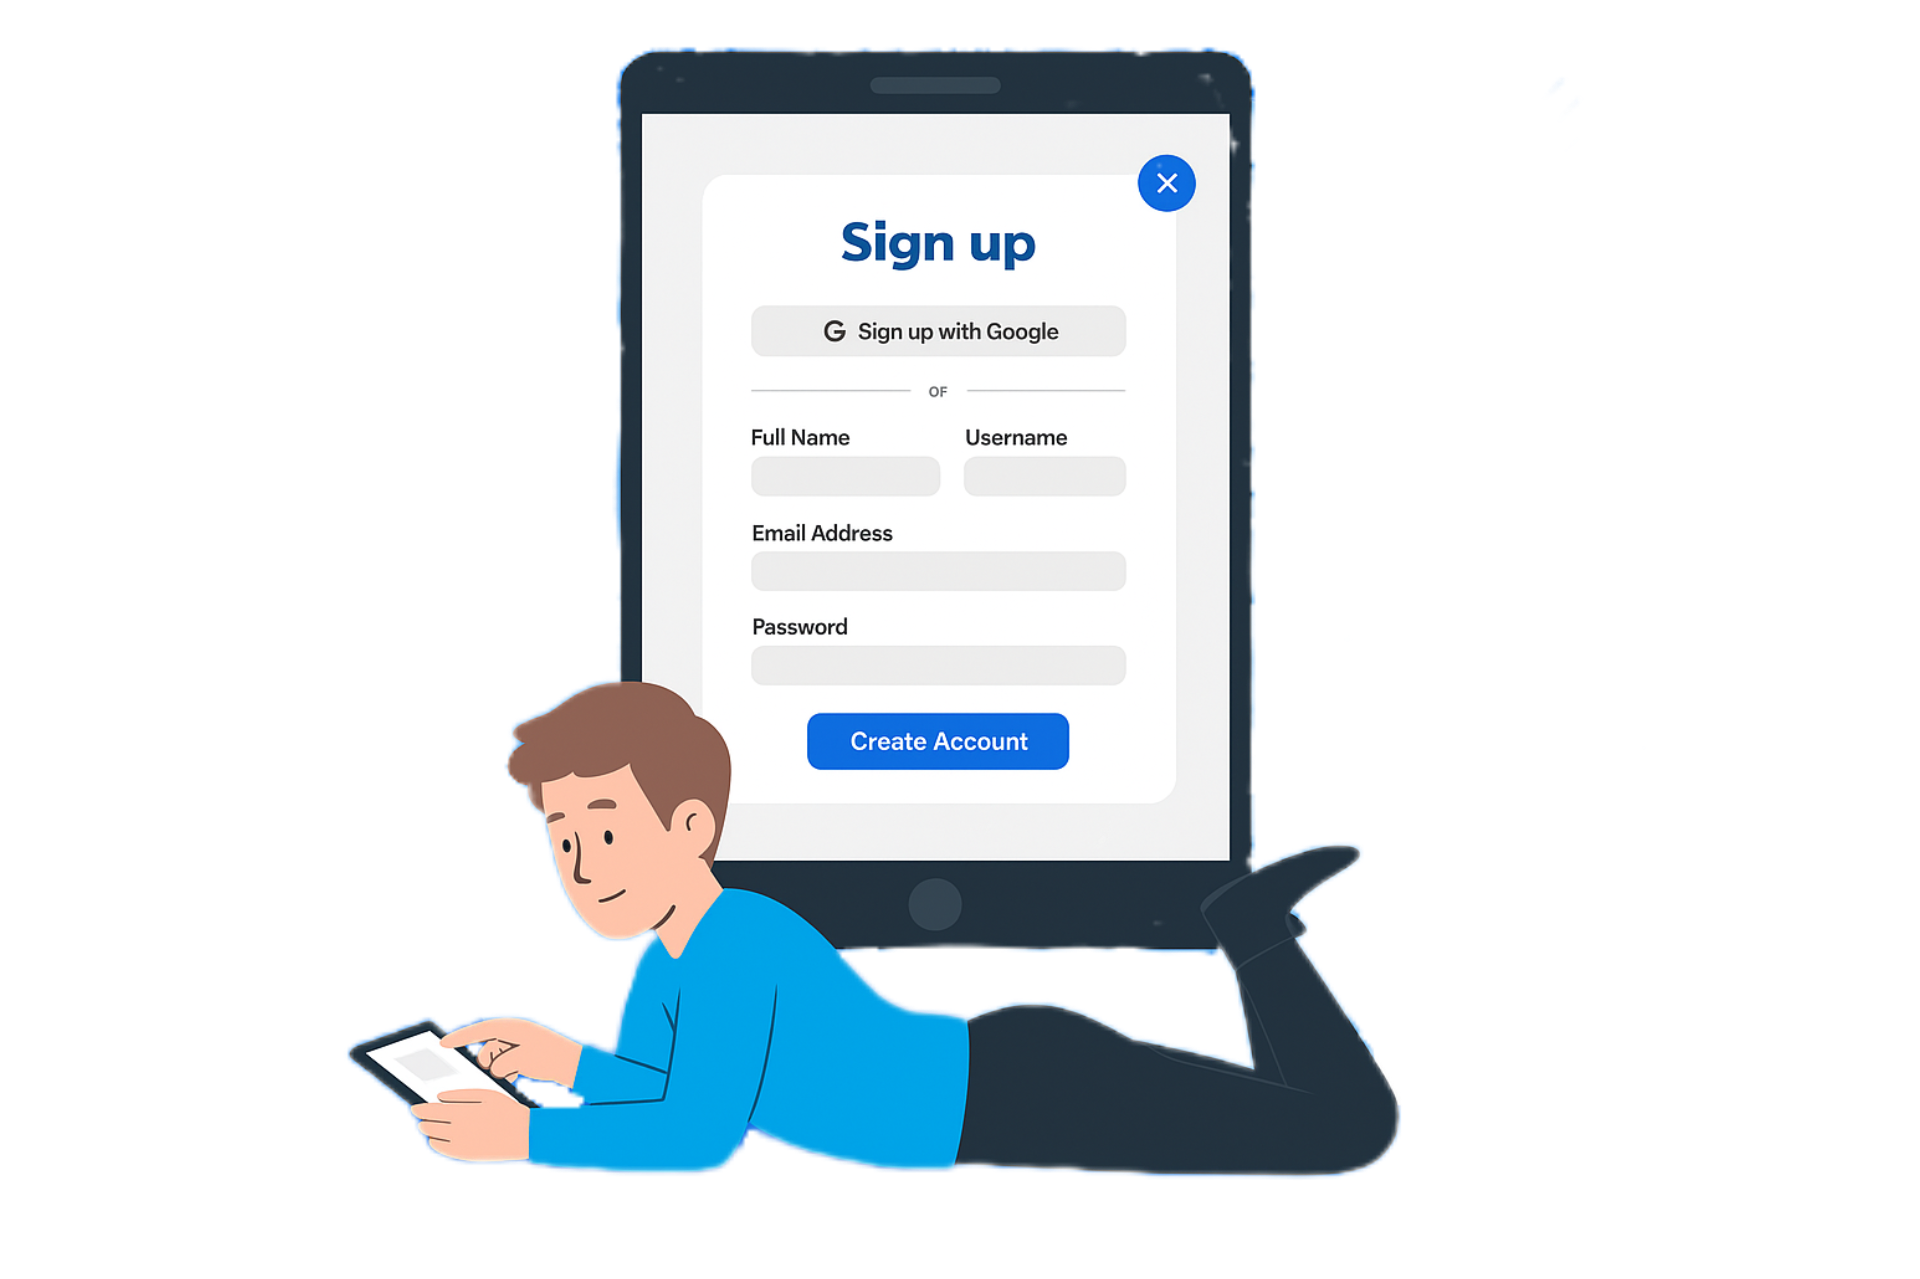 Sign up
G Sign up with Google
OF
Full Name Username
Email Address
Password
Create Account